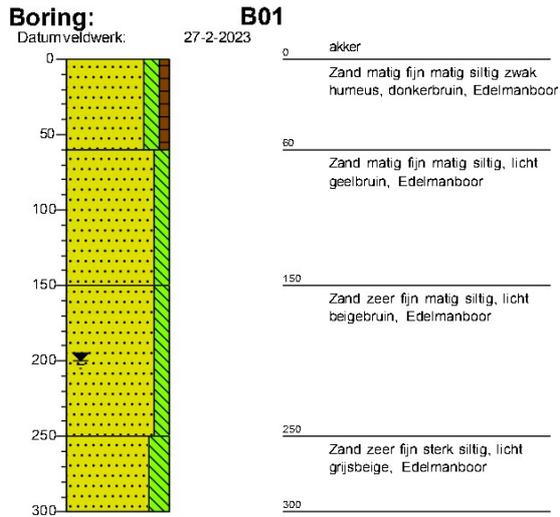 Boring: B01
Datum veldwerk: 27-2-2023
0
50
100
150
200
250
300
0 akker
Zand matig fijn matig siltig zwak
humeus, donkerbruin, Edelmanboor
60
Zand matig fijn matig siltig, licht
geelbruin, Edelmanboor
150
Zand zeer fijn matig siltig, licht
beigebruin, Edelmanboor
250
Zand zeer fijn sterk siltig, licht
grijsbeige, Edelmanboor
300